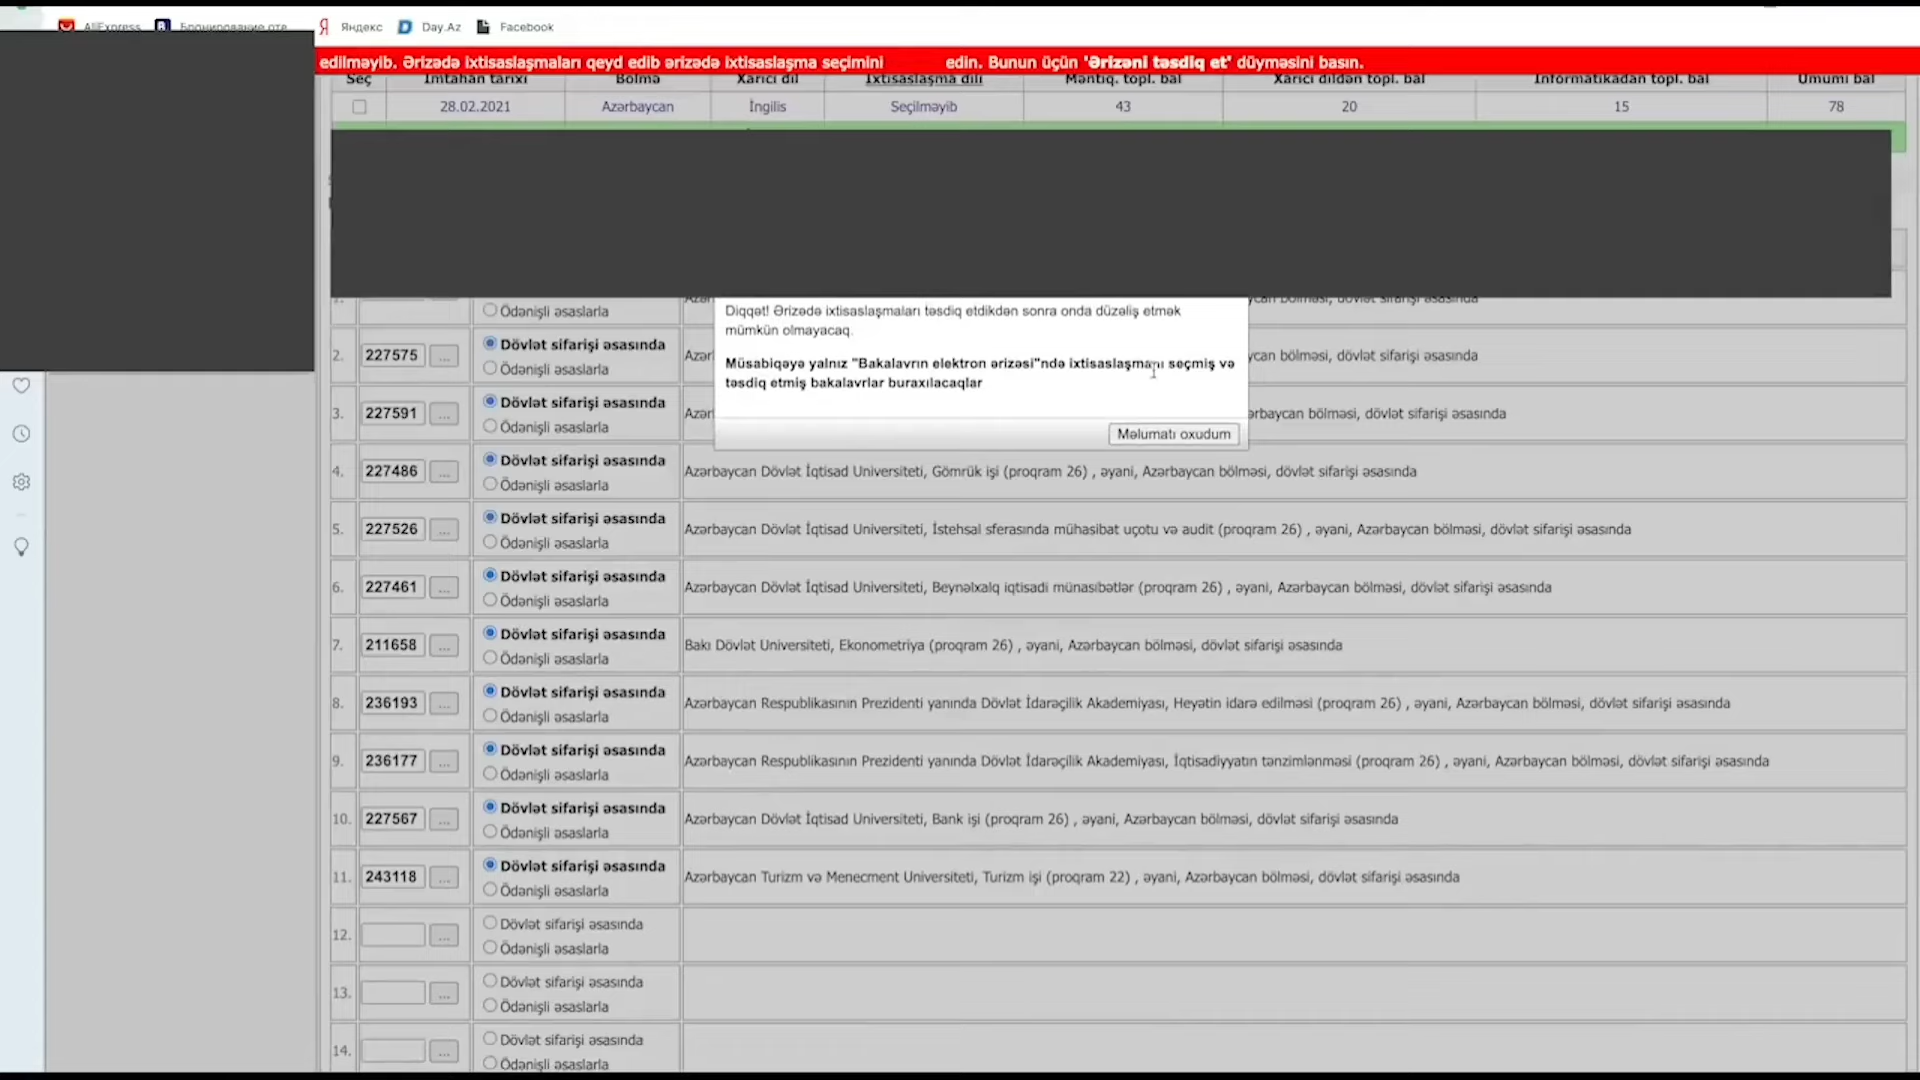 AliExpress Бронирование оте Яндекс Day.Az Facebook
edilməyib. Ərizədə ixtisaslaşmaları qeyd edib ərizədə ixtisaslaşma seçimini edin. Bunun üçün 'Ərizəni təsdiq et' düyməsini basın.
Seç İmtahan tarixi Bölmə Xarici dil İxtisaslaşma dili Məntiq. topl. bal Xarici dildən topl. bal İnformatikadan topl. bal Ümumi bal
28.02.2021 Azərbaycan İngilis Seçilməyib 43 20 15 78
1. Ödənişli əsaslarla
Diqqət! Ərizədə ixtisaslaşmaları təsdiq etdikdən sonra onda düzəliş etmək
mümkün olmayacaq.
Müsabiqəyə yalnız "Bakalavrın elektron ərizəsi"ndə ixtisaslaşmanı seçmiş və
təsdiq etmiş bakalavrlar buraxılacaqlar
Məlumatı oxudum
2. 227575 ... Dövlət sifarişi əsasında
Ödənişli əsaslarla
Azər ycan bölməsi, dövlət sifarişi əsasında
3. 227591 ... Dövlət sifarişi əsasında
Ödənişli əsaslarla
Azər ərbaycan bölməsi, dövlət sifarişi əsasında
4. 227486 ... Dövlət sifarişi əsasında
Ödənişli əsaslarla
Azərbaycan Dövlət İqtisad Universiteti, Gömrük işi (proqram 26) , əyani, Azərbaycan bölməsi, dövlət sifarişi əsasında
5. 227526 ... Dövlət sifarişi əsasında
Ödənişli əsaslarla
Azərbaycan Dövlət İqtisad Universiteti, İstehsal sferasında mühasibat uçotu və audit (proqram 26) , əyani, Azərbaycan bölməsi, dövlət sifarişi əsasında
6. 227461 ... Dövlət sifarişi əsasında
Ödənişli əsaslarla
Azərbaycan Dövlət İqtisad Universiteti, Beynəlxalq iqtisadi münasibətlər (proqram 26) , əyani, Azərbaycan bölməsi, dövlət sifarişi əsasında
7. 211658 ... Dövlət sifarişi əsasında
Ödənişli əsaslarla
Bakı Dövlət Universiteti, Ekonometriya (proqram 26) , əyani, Azərbaycan bölməsi, dövlət sifarişi əsasında
8. 236193 ... Dövlət sifarişi əsasında
Ödənişli əsaslarla
Azərbaycan Respublikasının Prezidenti yanında Dövlət İdarəçilik Akademiyası, Heyətin idarə edilməsi (proqram 26) , əyani, Azərbaycan bölməsi, dövlət sifarişi əsasında
9. 236177 ... Dövlət sifarişi əsasında
Ödənişli əsaslarla
Azərbaycan Respublikasının Prezidenti yanında Dövlət İdarəçilik Akademiyası, İqtisadiyyatın tənzimlənməsi (proqram 26) , əyani, Azərbaycan bölməsi, dövlət sifarişi əsasında
10. 227567 ... Dövlət sifarişi əsasında
Ödənişli əsaslarla
Azərbaycan Dövlət İqtisad Universiteti, Bank işi (proqram 26) , əyani, Azərbaycan bölməsi, dövlət sifarişi əsasında
11. 243118 ... Dövlət sifarişi əsasında
Ödənişli əsaslarla
Azərbaycan Turizm və Menecment Universiteti, Turizm işi (proqram 22) , əyani, Azərbaycan bölməsi, dövlət sifarişi əsasında
12. ... Dövlət sifarişi əsasında
Ödənişli əsaslarla
13. ... Dövlət sifarişi əsasında
Ödənişli əsaslarla
14. ... Dövlət sifarişi əsasında
Ödənişli əsaslarla